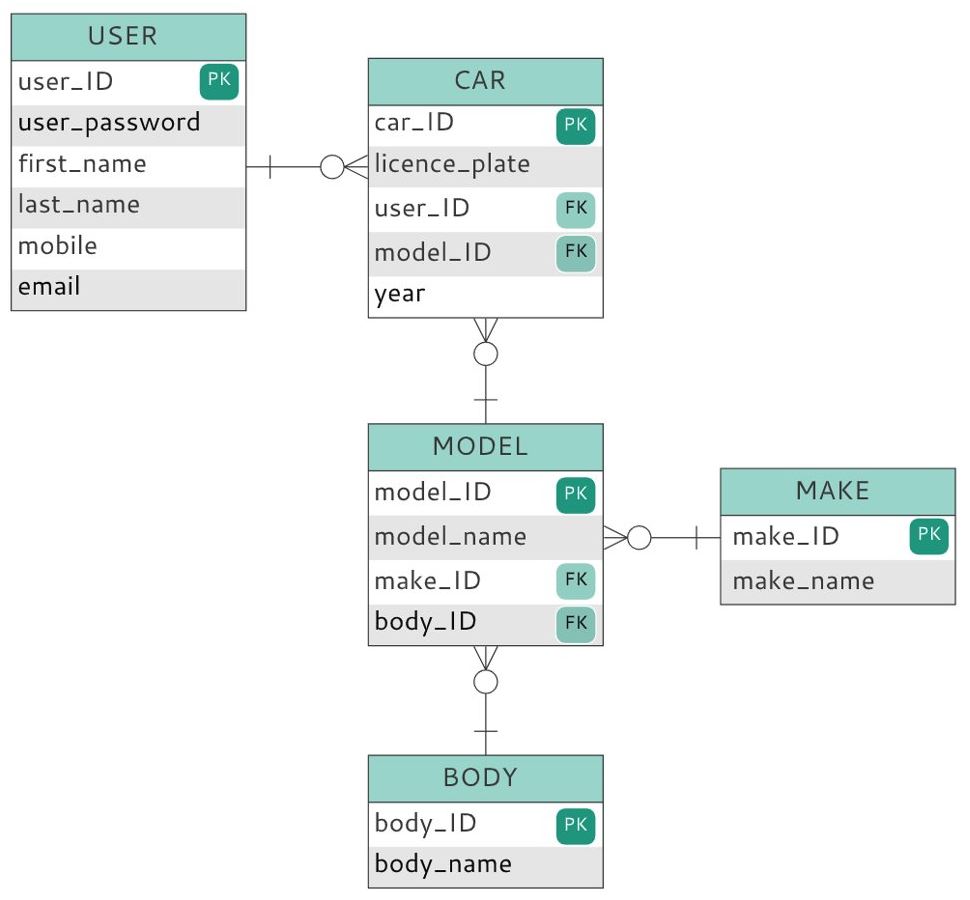 USER
user_ID PK
user_password
first_name
last_name
mobile
email
CAR
car_ID PK
licence_plate
user_ID FK
model_ID FK
year
MODEL
model_ID PK
model_name
make_ID FK
body_ID FK
MAKE
make_ID PK
make_name
BODY
body_ID PK
body_name